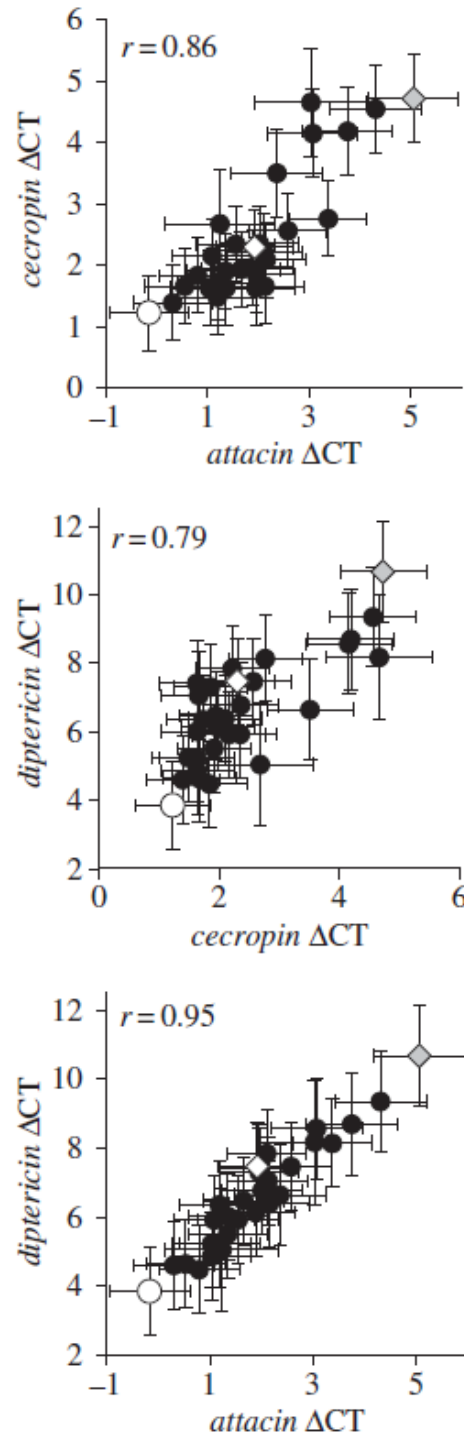 6
r = 0.86
5
4
3
2
1
0
cecropin ΔCT
–1 1 3 5
attacin ΔCT
12
r = 0.79
10
8
6
4
2
diptericin ΔCT
0 2 4 6
cecropin ΔCT
12
r = 0.95
10
8
6
4
2
diptericin ΔCT
–1 1 3 5
attacin ΔCT